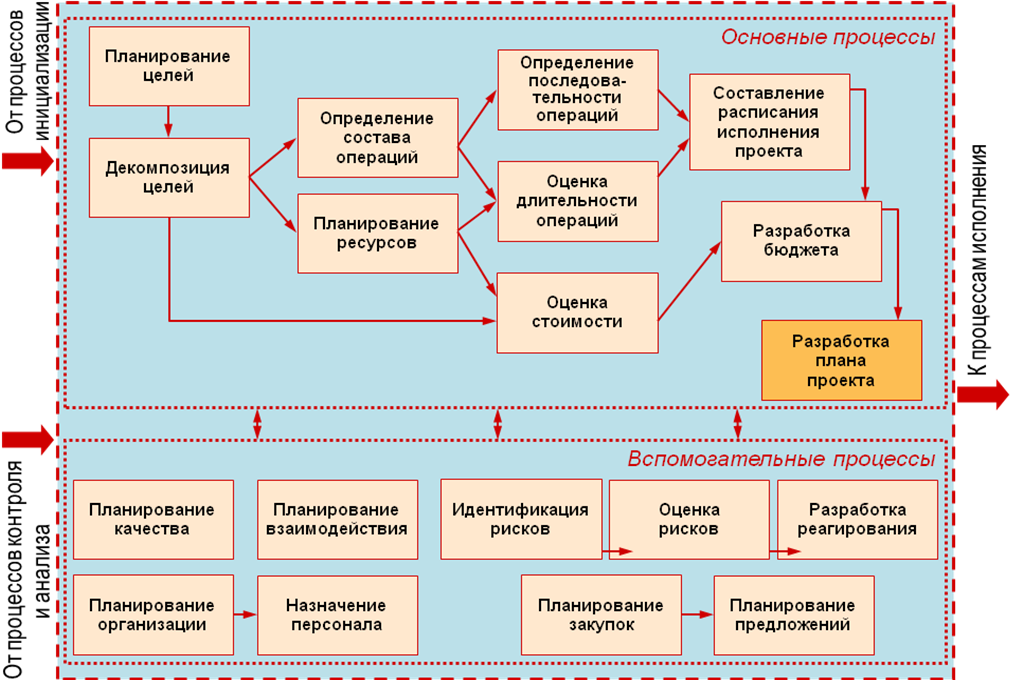 От процессов
инициализации
Основные процессы
Планирование
целей
Декомпозиция
целей
Определение
состава
операций
Планирование
ресурсов
Определение
последова-
тельности
операций
Оценка
длительности
операций
Оценка
стоимости
Составление
расписания
исполнения
проекта
Разработка
бюджета
Разработка
плана
проекта
К процессам исполнения
От процессов контроля
и анализа
Вспомогательные процессы
Планирование
качества
Планирование
взаимодействия
Идентификация
рисков
Оценка
рисков
Разработка
реагирования
Планирование
организации
Назначение
персонала
Планирование
закупок
Планирование
предложений